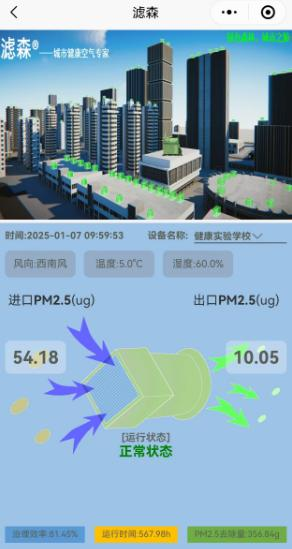 滤森
滤森®——城市健康空气专家
时间:2025-01-07 09:59:53
设备名称: 健康实验学校
风向:西南风
温度:5.0℃
湿度:60.0%
进口PM2.5(ug)
出口PM2.5(ug)
54.18
10.05
[运行状态]
正常状态
治理效率:81.45%
运行时间:567.98h
PM2.5去除量:356.84g